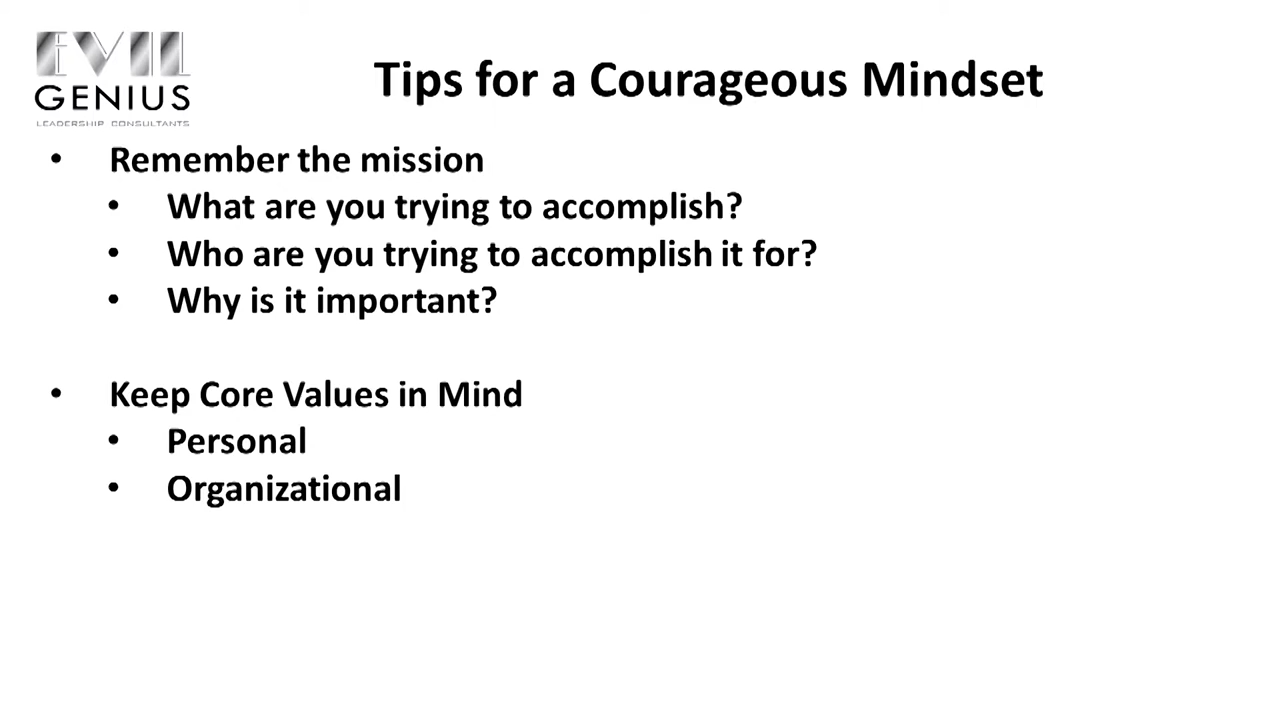 EVIL
GENIUS
LEADERSHIP CONSULTANTS
Tips for a Courageous Mindset
• Remember the mission
• What are you trying to accomplish?
• Who are you trying to accomplish it for?
• Why is it important?
• Keep Core Values in Mind
• Personal
• Organizational